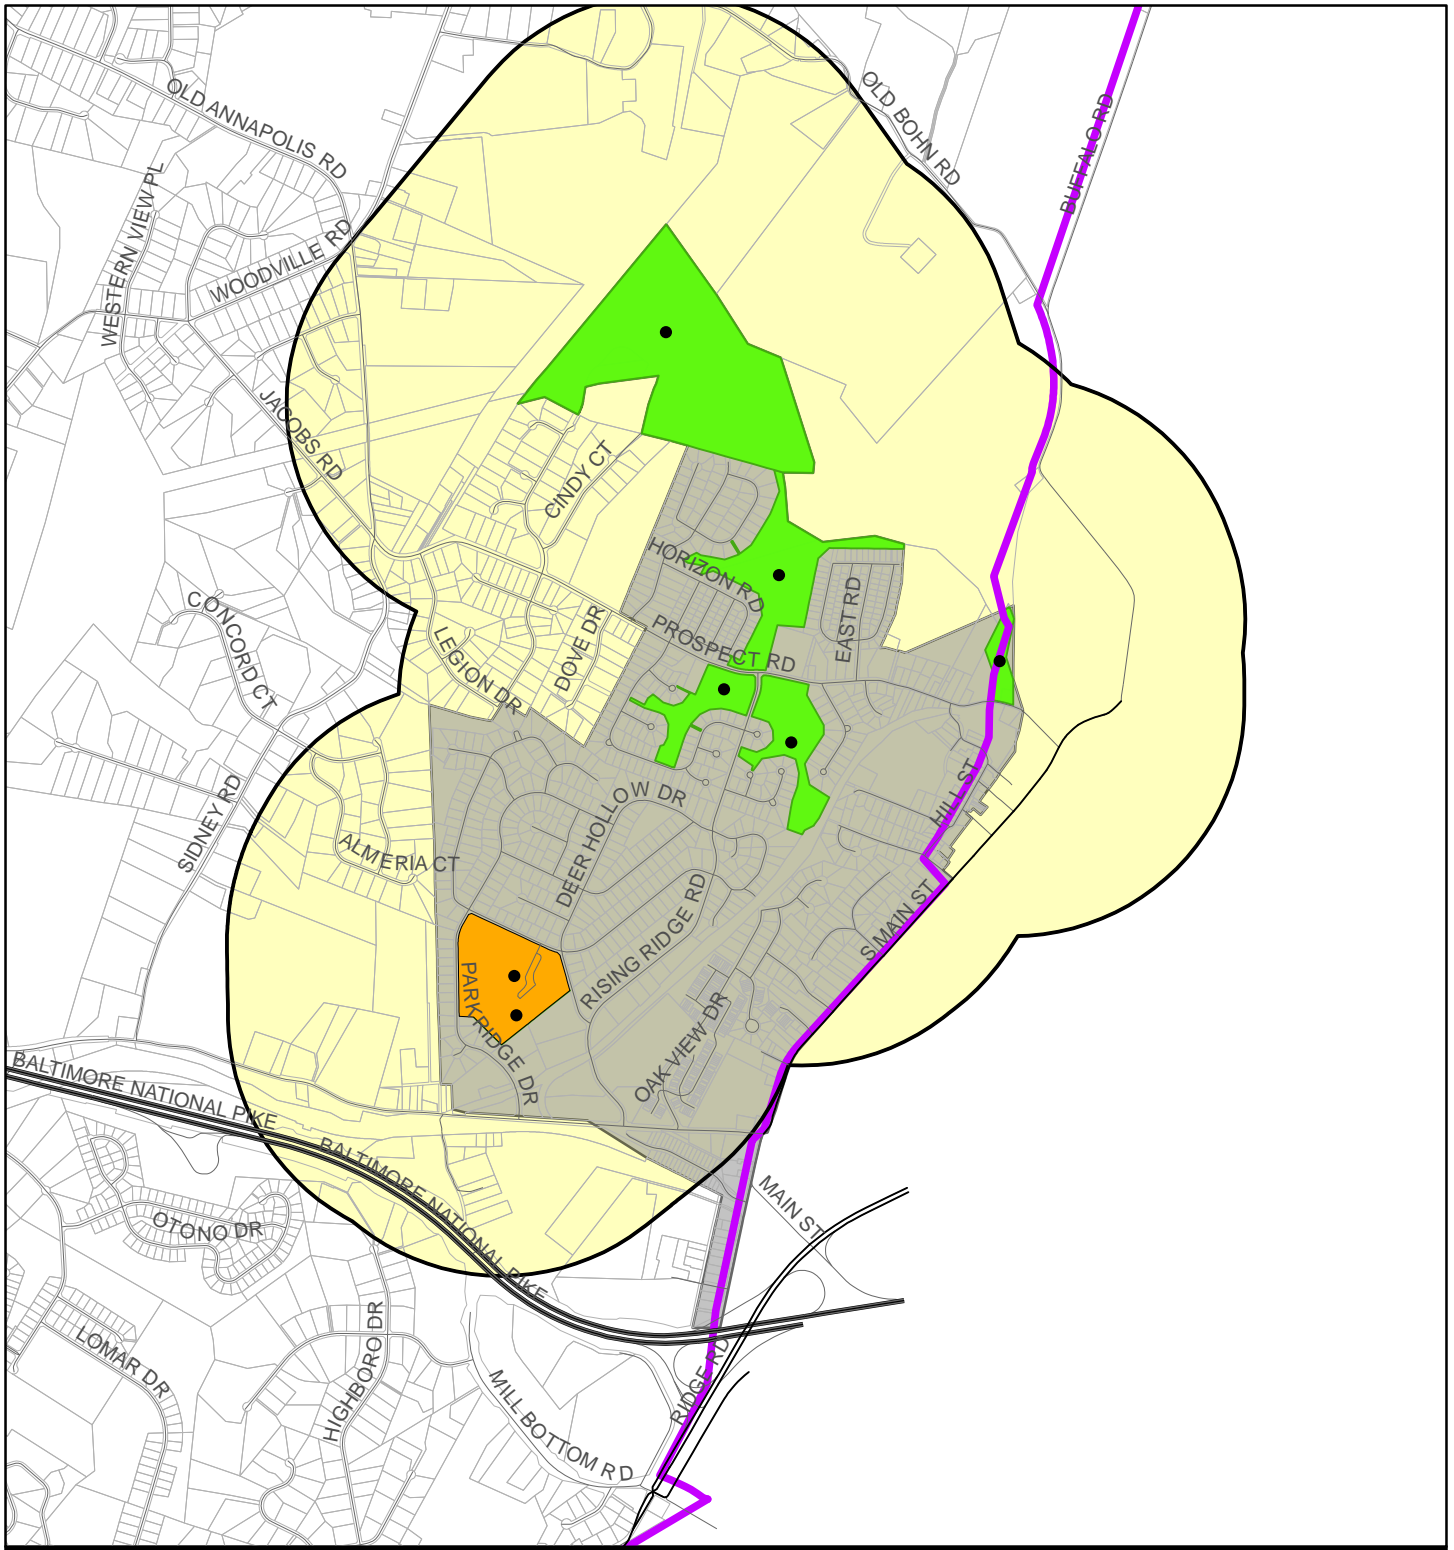 OLD ANNAPOLIS RD
OLD BOHN RD
BUFFALO RD
WESTERN VIEW PL
WOODVILLE RD
JACOBS RD
CINDY CT
HORIZON RD
EAST RD
PROSPECT RD
CONCORD CT
LEGION DR
DOVE DR
SIDNEY RD
HILL ST
DEER HOLLOW DR
ALMERIA CT
S MAIN ST
RISING RIDGE RD
PARKRIDGE DR
OAK VIEW DR
BALTIMORE NATIONAL PIKE
BALTIMORE NATIONAL PIKE
MAIN ST
OTONO DR
LOMAR DR
HIGHBORO DR
RIDGE RD
MILL BOTTOM RD